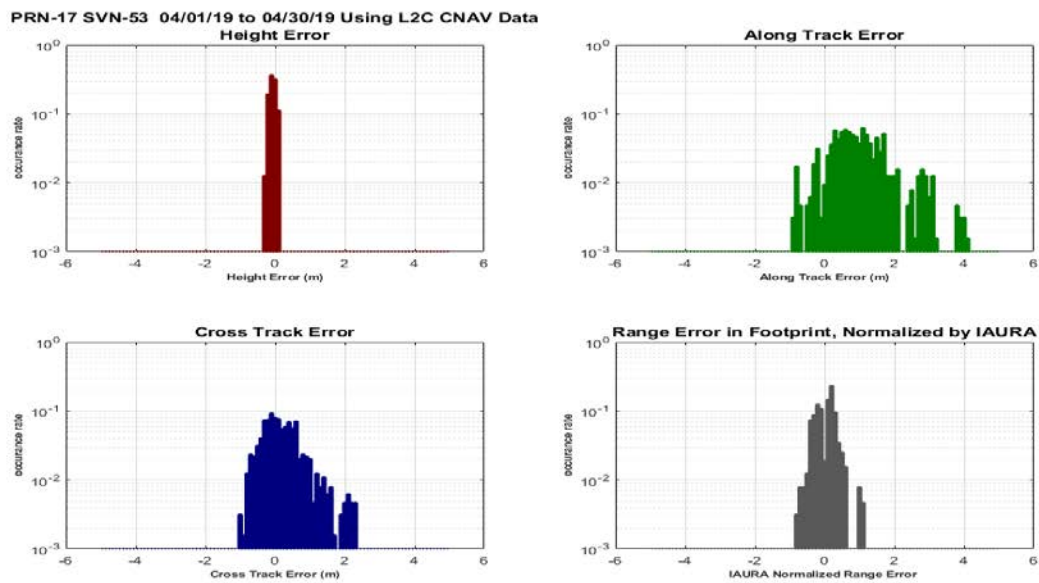 PRN-17 SVN-53 04/01/19 to 04/30/19 Using L2C CNAV Data
Height Error
10^0
10^-1
10^-2
10^-3
occurance rate
-6 -4 -2 0 2 4 6
Height Error (m)
Along Track Error
10^0
10^-1
10^-2
10^-3
occurance rate
-6 -4 -2 0 2 4 6
Along Track Error (m)
Cross Track Error
10^0
10^-1
10^-2
10^-3
occurance rate
-6 -4 -2 0 2 4 6
Cross Track Error (m)
Range Error in Footprint, Normalized by IAURA
10^0
10^-1
10^-2
10^-3
occurance rate
-6 -4 -2 0 2 4 6
IAURA Normalized Range Error